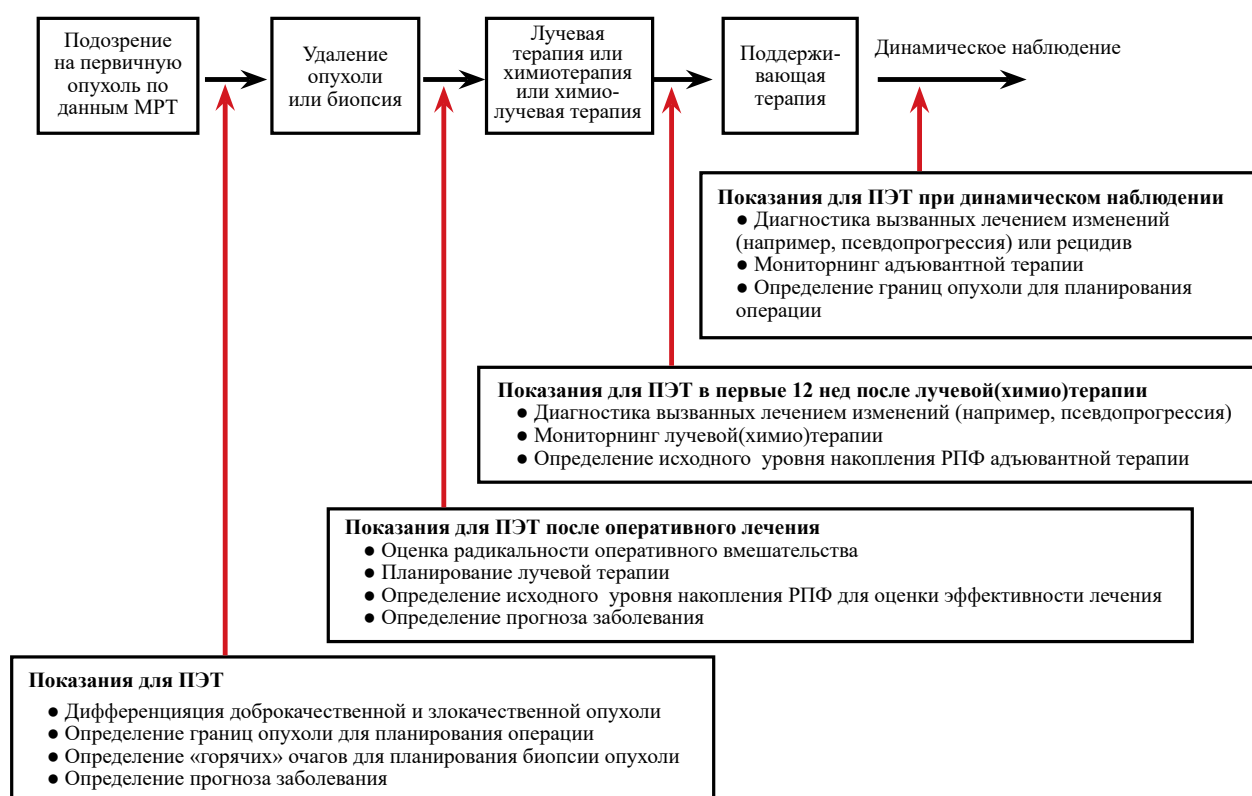 Подозрение
на первичную
опухоль по
данным МРТ
Удаление
опухоли
или биопсия
Лучевая
терапия или
химиотерапия
или химио-
лучевая терапия
Поддержи-
вающая
терапия
Динамическое наблюдение
Показания для ПЭТ при динамическом наблюдении
● Диагностика вызванных лечением изменений
(например, псевдопрогрессия) или рецидив
● Мониторнинг адъювантной терапии
● Определение границ опухоли для планирования
операции
Показания для ПЭТ в первые 12 нед после лучевой(химио)терапии
● Диагностика вызванных лечением изменений (например, псевдопрогрессия)
● Мониторнинг лучевой(химио)терапии
● Определение исходного уровня накопления РПФ адъювантной терапии
Показания для ПЭТ после оперативного лечения
● Оценка радикальности оперативного вмешательства
● Планирование лучевой терапии
● Определение исходного уровня накопления РПФ для оценки эффективности лечения
● Определение прогноза заболевания
Показания для ПЭТ
● Дифференцияция доброкачественной и злокачественной опухоли
● Определение границ опухоли для планирования операции
● Определение «горячих» очагов для планирования биопсии опухоли
● Определение прогноза заболевания